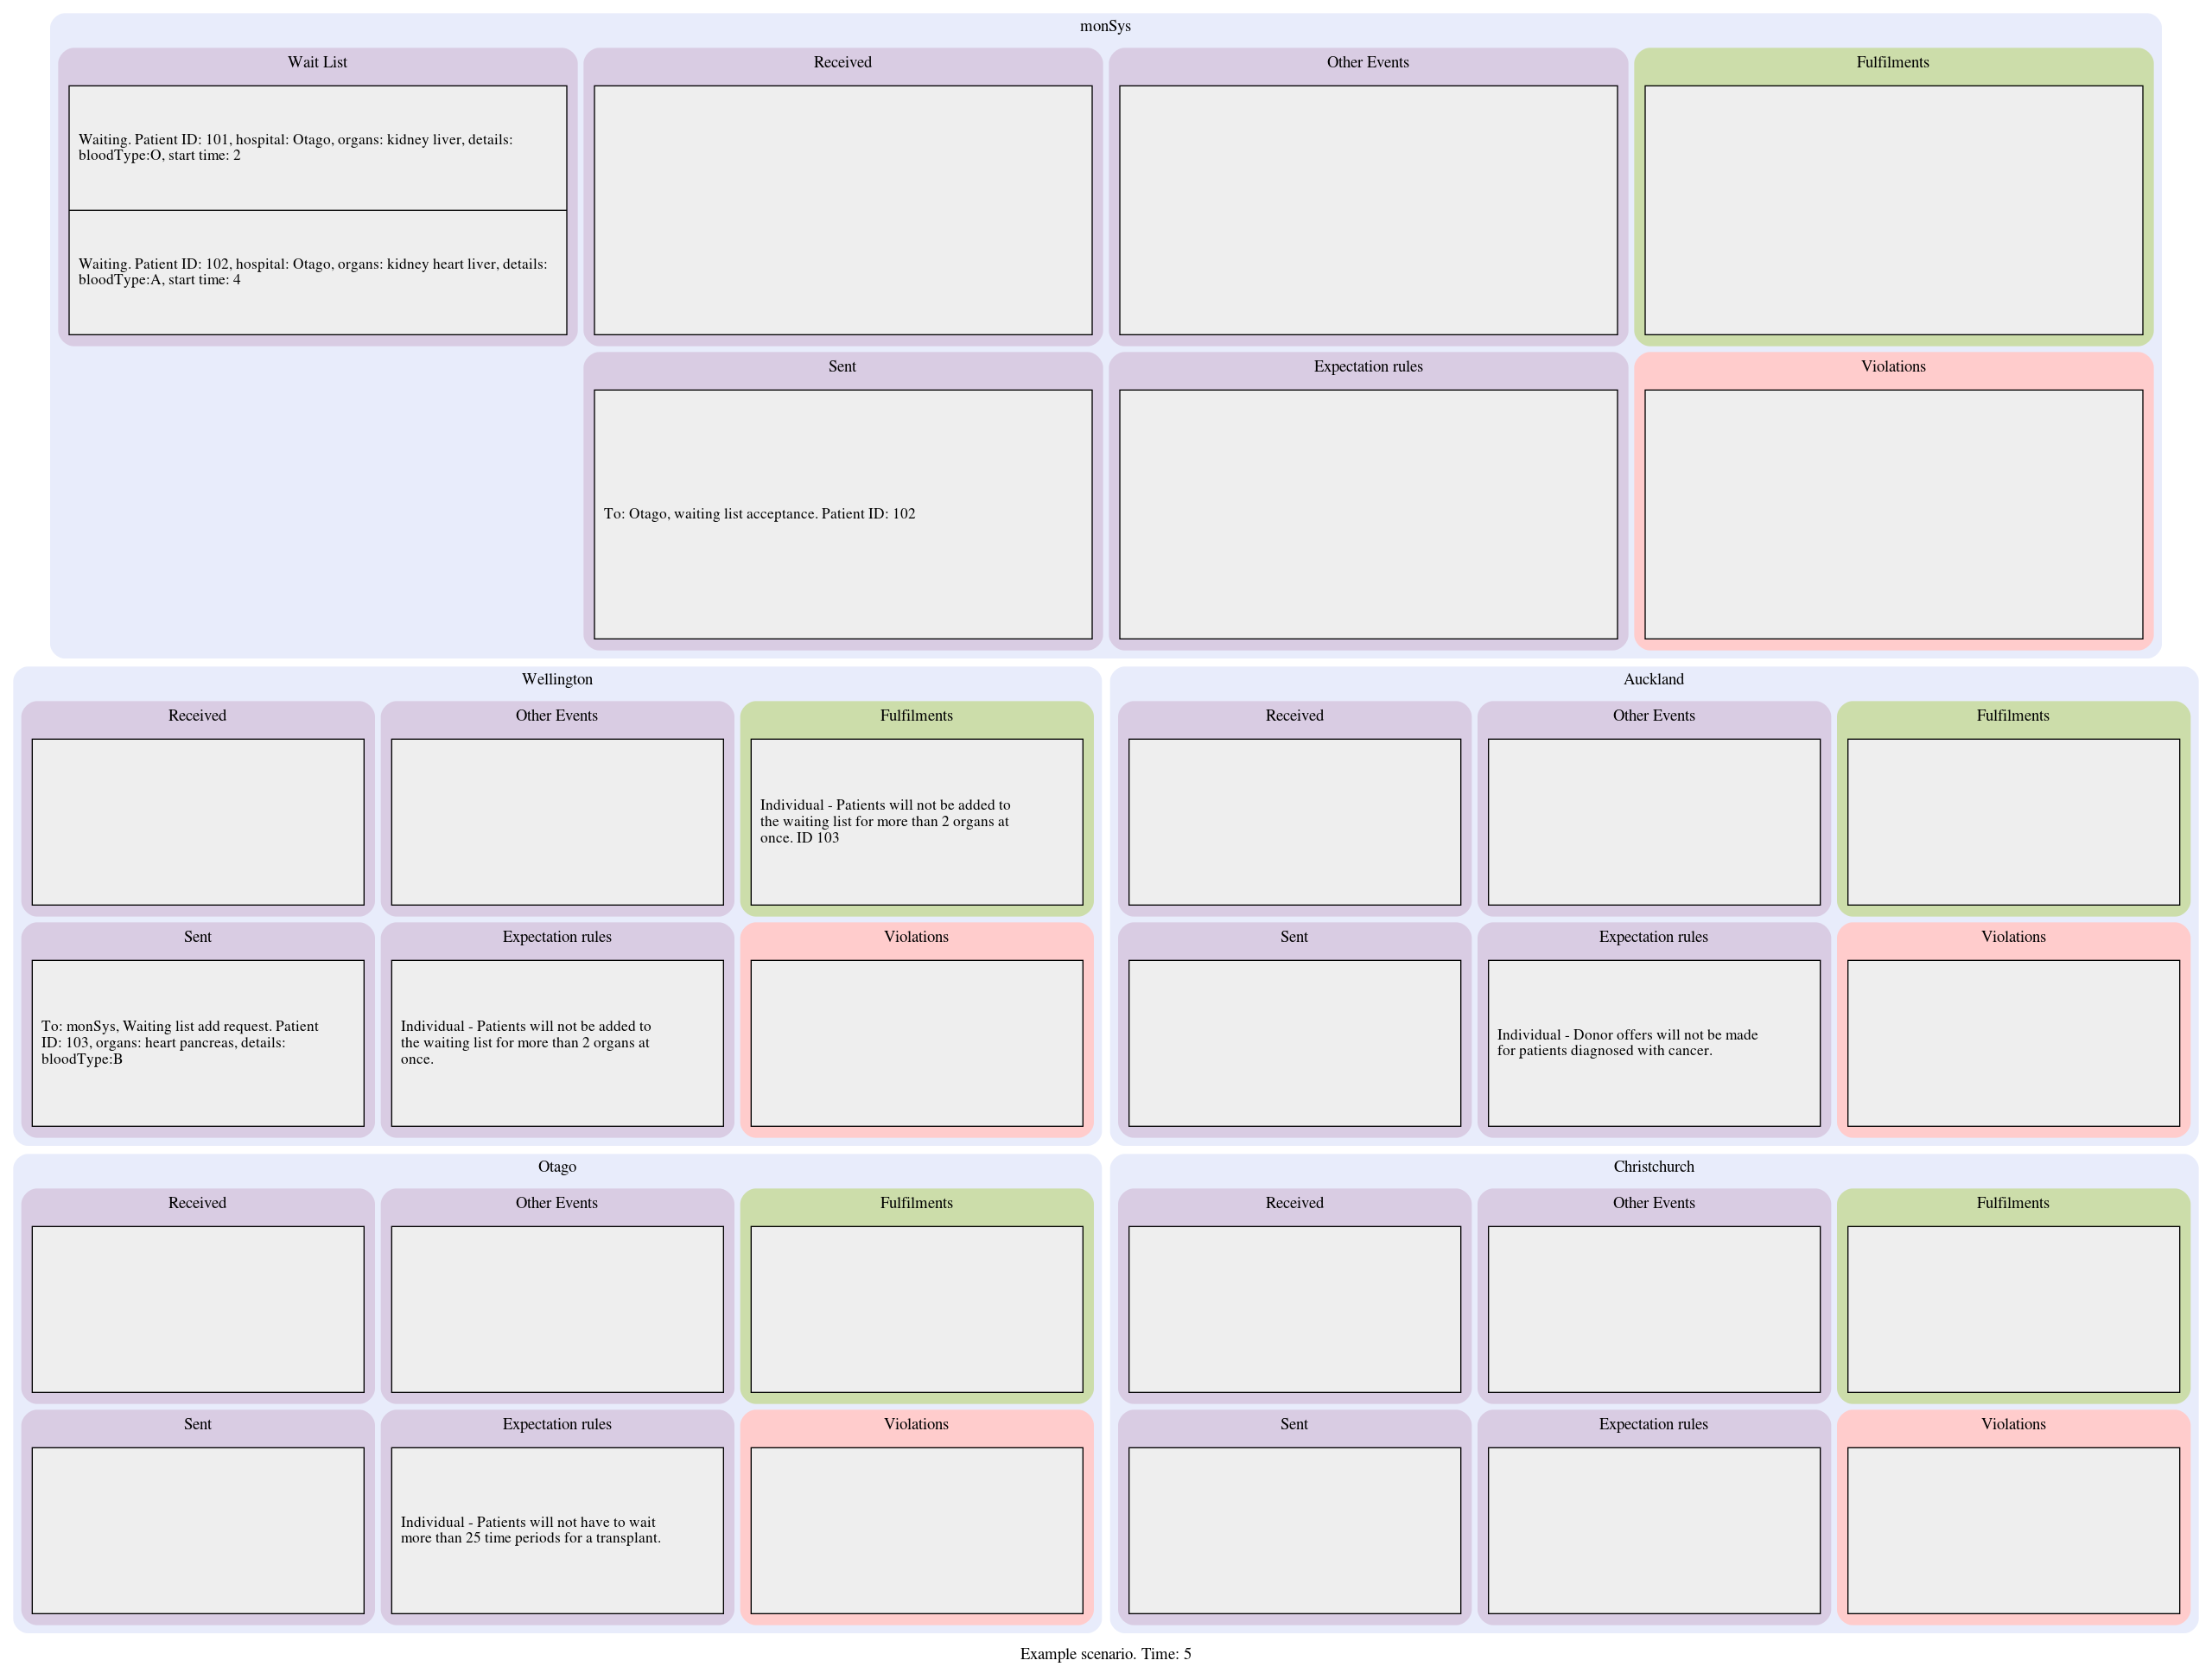 monSys
Wait List
Received
Other Events
Fulfilments
Waiting. Patient ID: 101, hospital: Otago, organs: kidney liver, details:
bloodType:O, start time: 2
Waiting. Patient ID: 102, hospital: Otago, organs: kidney heart liver, details:
bloodType:A, start time: 4
Sent
Expectation rules
Violations
To: Otago, waiting list acceptance. Patient ID: 102
Wellington
Received
Other Events
Fulfilments
Individual - Patients will not be added to
the waiting list for more than 2 organs at
once. ID 103
Sent
Expectation rules
Violations
To: monSys, Waiting list add request. Patient
ID: 103, organs: heart pancreas, details:
bloodType:B
Individual - Patients will not be added to
the waiting list for more than 2 organs at
once.
Auckland
Received
Other Events
Fulfilments
Sent
Expectation rules
Violations
Individual - Donor offers will not be made
for patients diagnosed with cancer.
Otago
Received
Other Events
Fulfilments
Sent
Expectation rules
Violations
Individual - Patients will not have to wait
more than 25 time periods for a transplant.
Christchurch
Received
Other Events
Fulfilments
Sent
Expectation rules
Violations
Example scenario. Time: 5